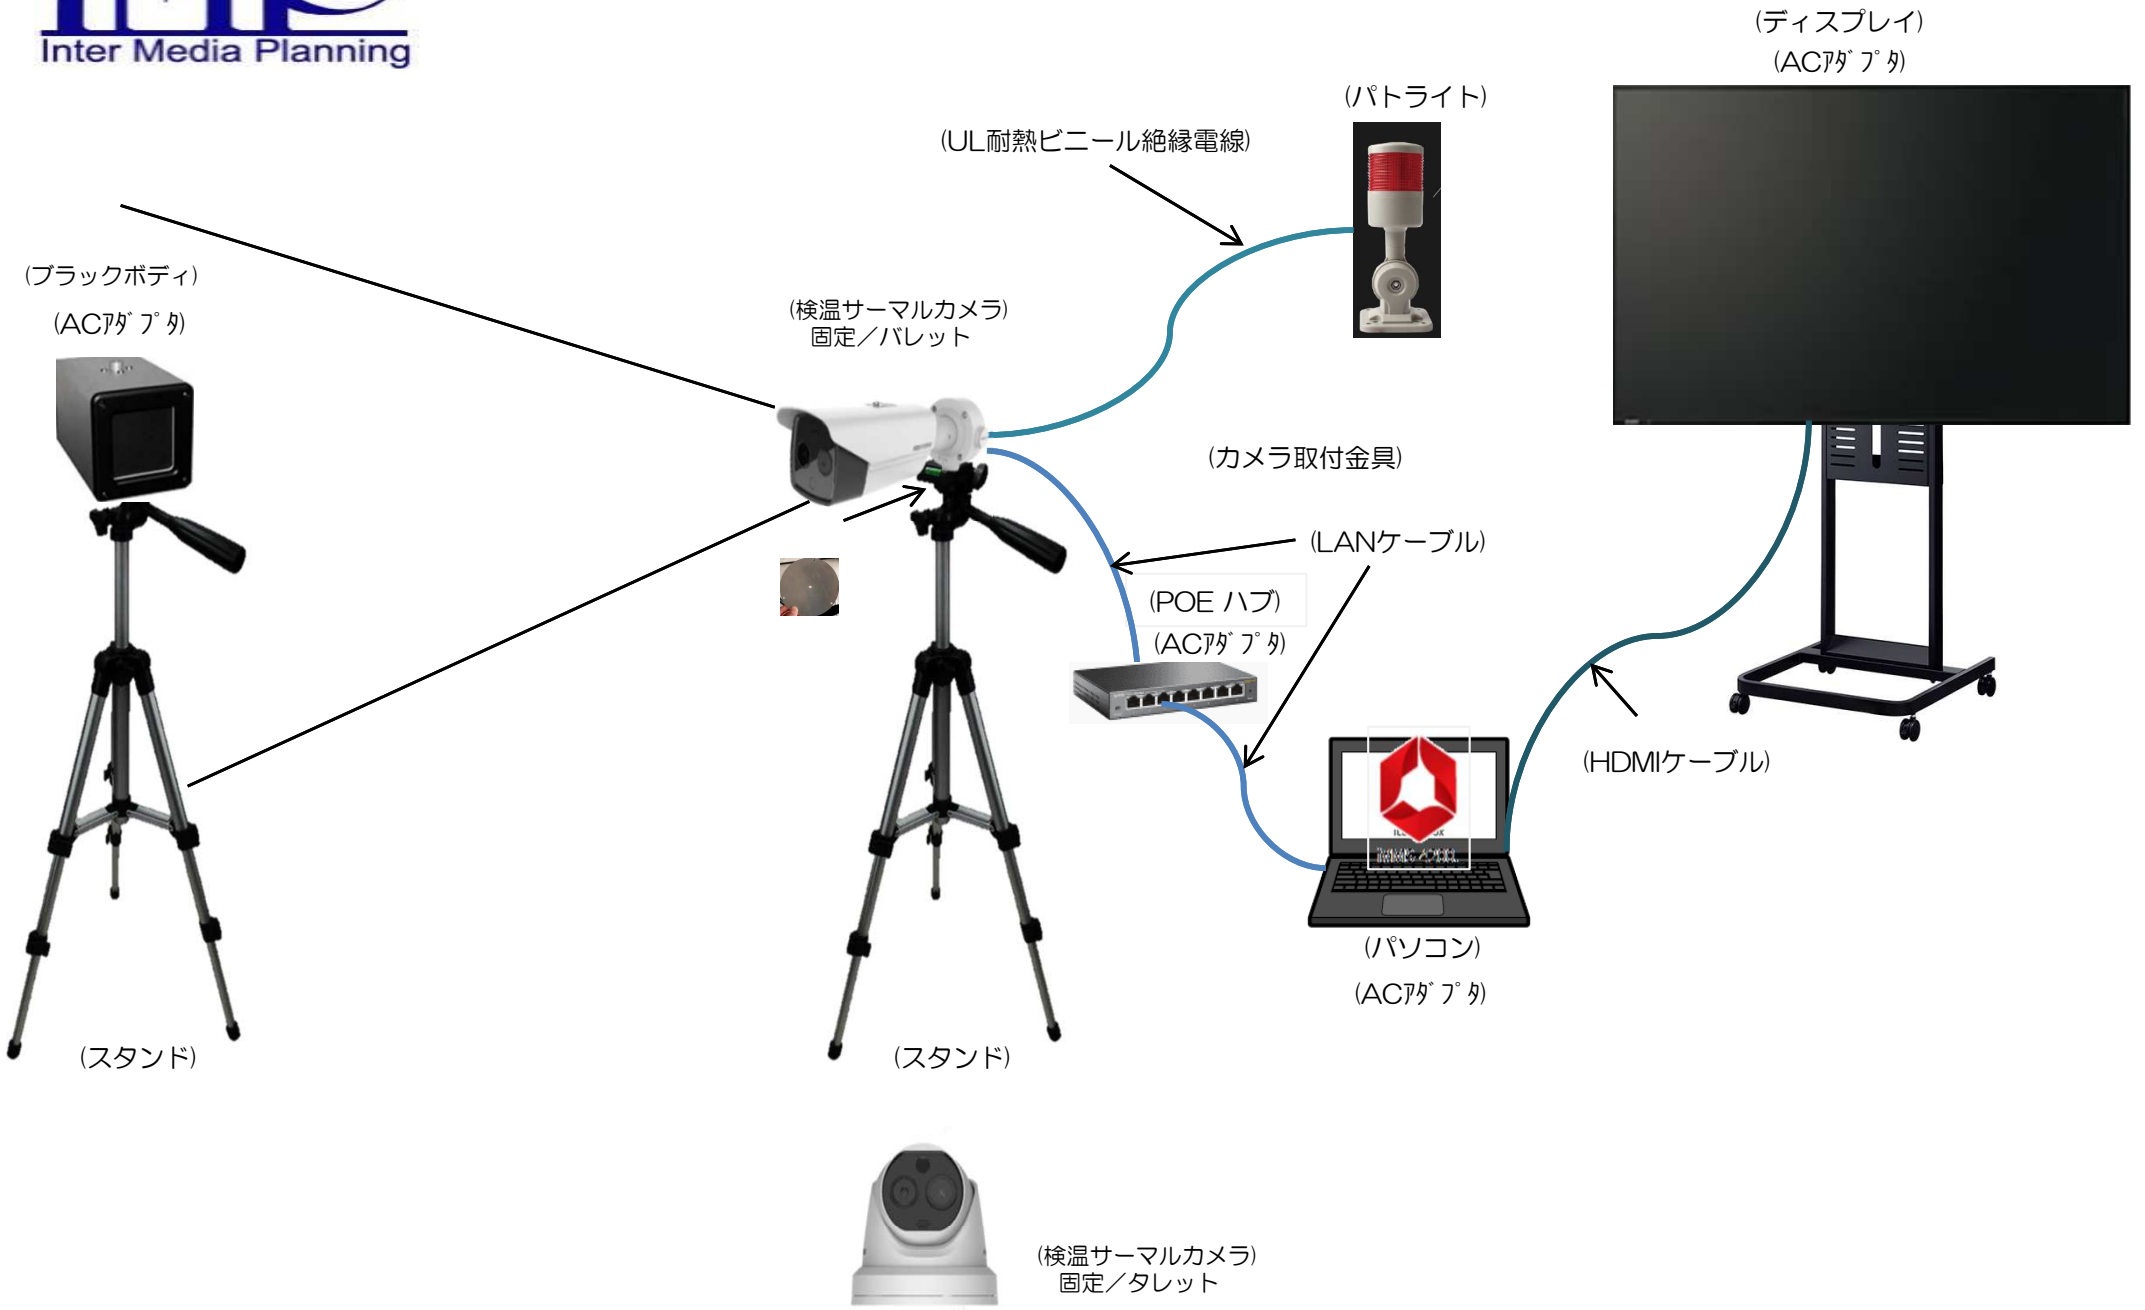 Inter Media Planning
(ディスプレイ)
(ACｱﾀﾞﾌﾟﾀ)
(パトライト)
(UL耐熱ビニール絶縁電線)
(ブラックボディ)
(ACｱﾀﾞﾌﾟﾀ)
(検温サーマルカメラ)
固定／バレット
(カメラ取付金具)
(LANケーブル)
(POE ハブ)
(ACｱﾀﾞﾌﾟﾀ)
(HDMIケーブル)
(パソコン)
(ACｱﾀﾞﾌﾟﾀ)
(スタンド)
(スタンド)
(検温サーマルカメラ)
固定／タレット